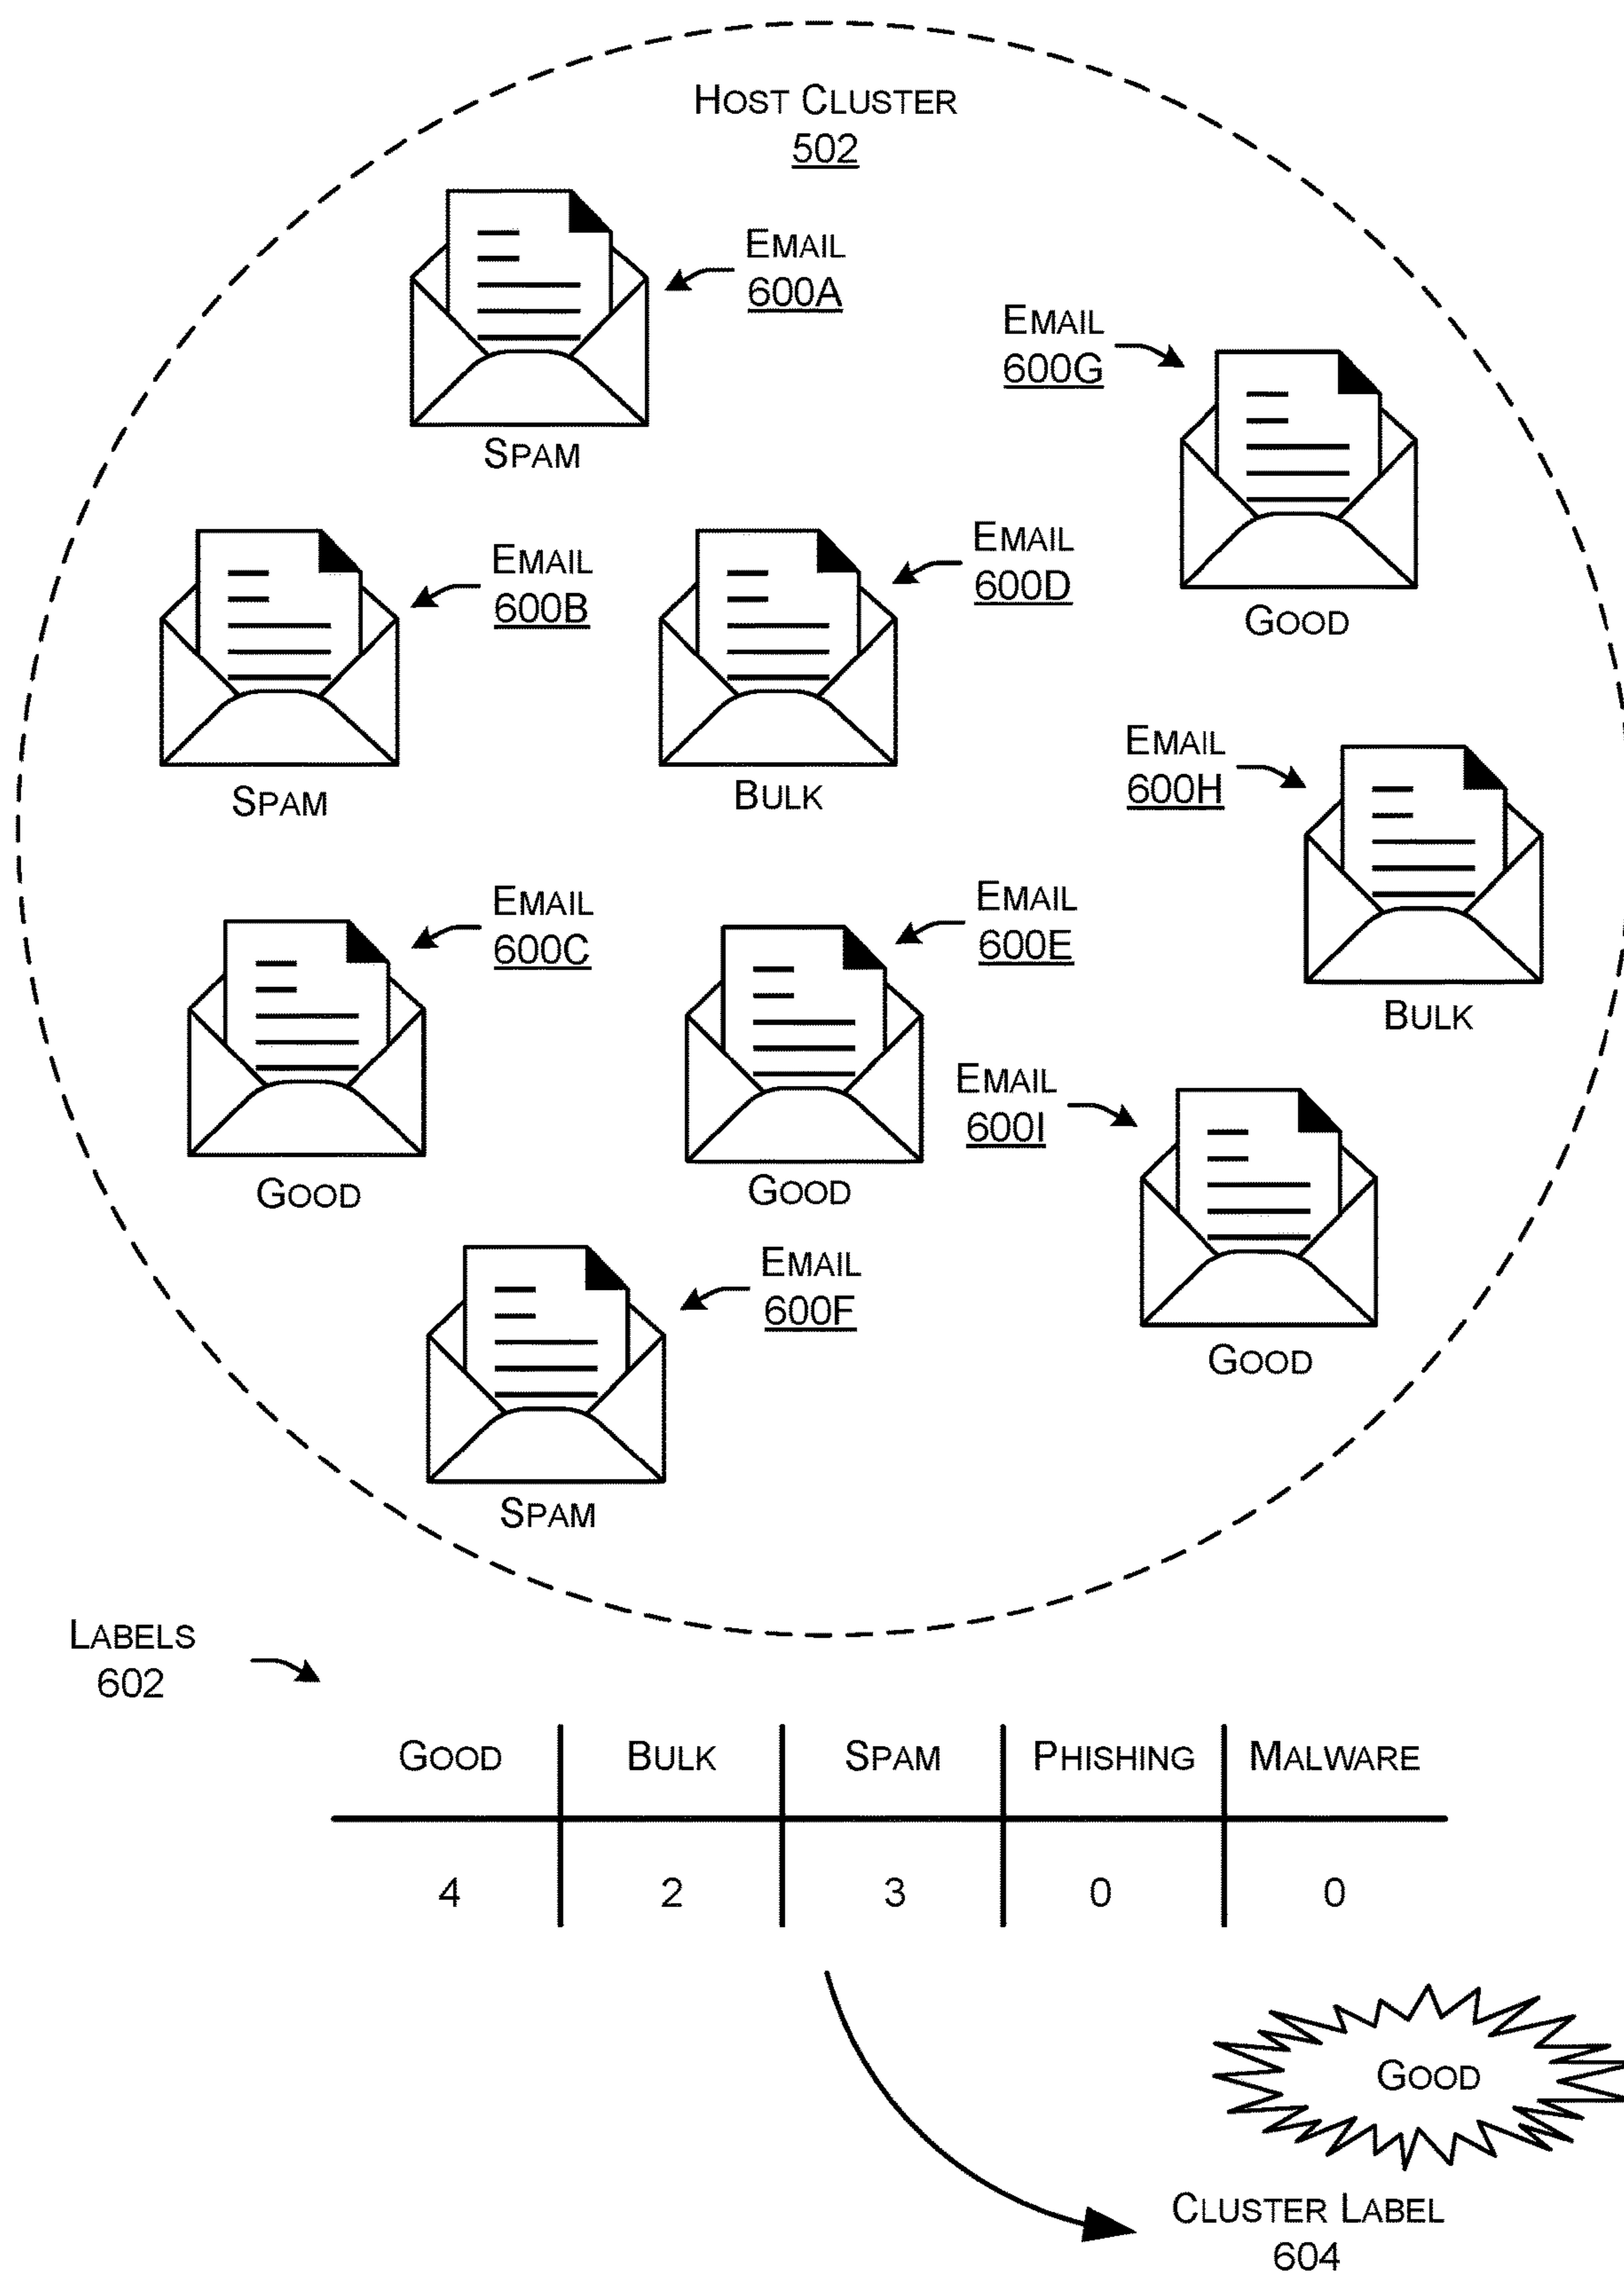 HOST CLUSTER
502
EMAIL
600A
SPAM
EMAIL
600G
GOOD
EMAIL
600B
SPAM
EMAIL
600D
BULK
EMAIL
600H
BULK
EMAIL
600C
GOOD
EMAIL
600E
GOOD
EMAIL
600I
GOOD
EMAIL
600F
SPAM
LABELS
602
GOOD BULK SPAM PHISHING MALWARE
4 2 3 0 0
GOOD
CLUSTER LABEL
604